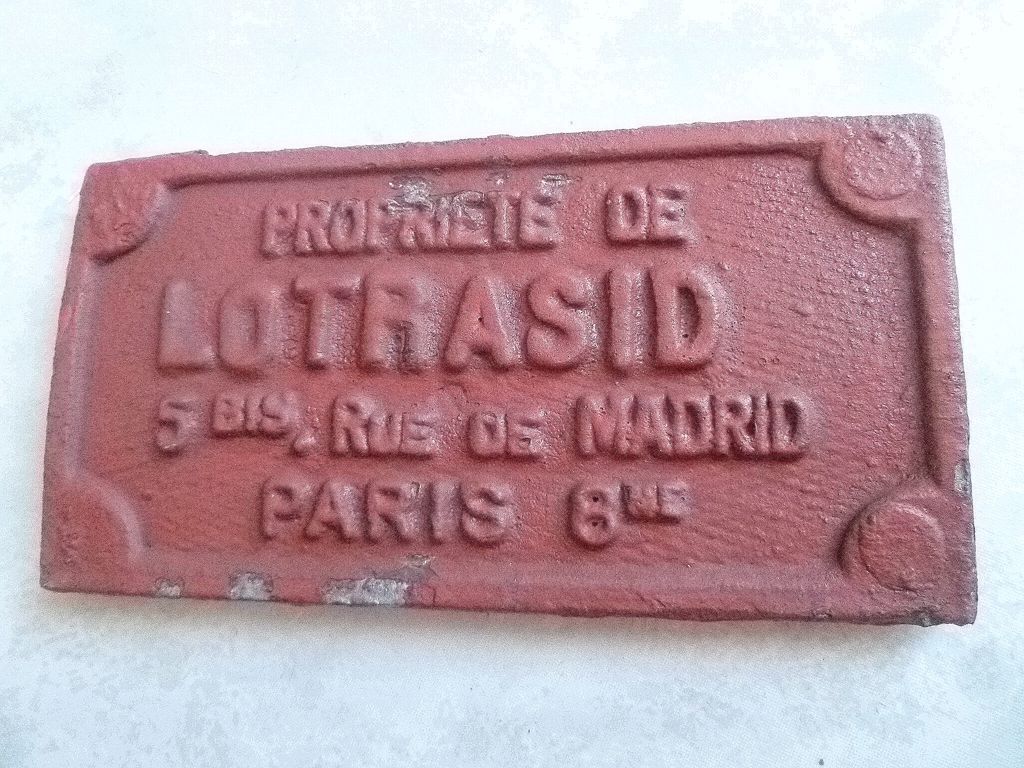 PROPRIETE DE
LOTRASID
5 BIS, RUE DE MADRID
PARIS 8ME